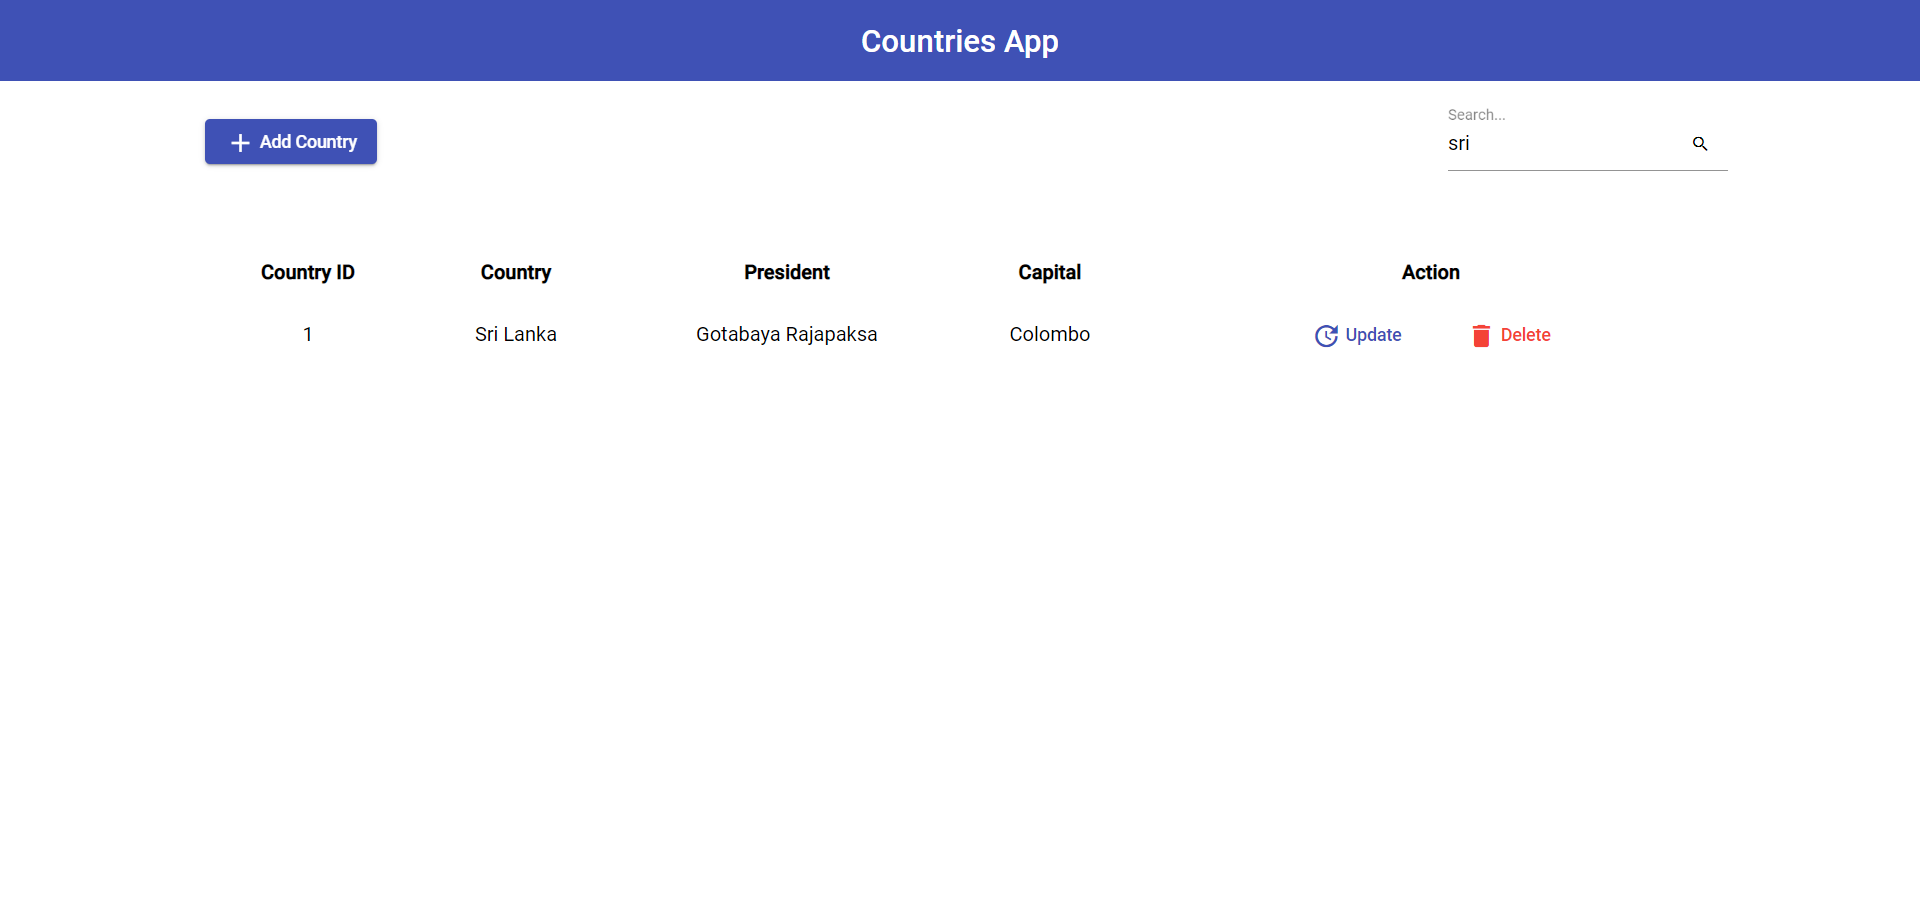 Countries App
Add Country
Search...
sri
Country ID Country President Capital Action
1 Sri Lanka Gotabaya Rajapaksa Colombo Update Delete